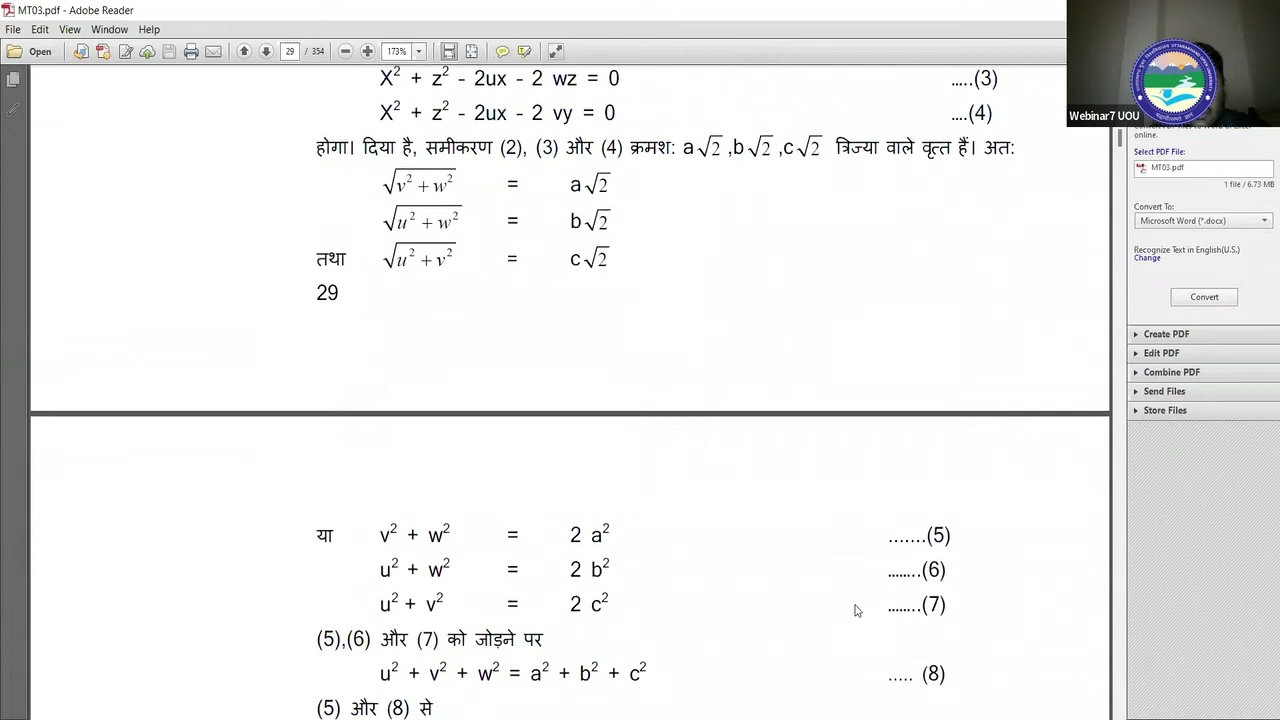 MT03.pdf - Adobe Reader
File Edit View Window Help
Open 29 / 354 173%
X² + z² - 2ux - 2 wz = 0 .....(3)
X² + z² - 2ux - 2 vy = 0 ....(4)
होगा। दिया है, समीकरण (2), (3) और (4) क्रमश: a√2 ,b√2 ,c√2 त्रिज्या वाले वृत्त हैं। अत:
√(v² + w²) = a√2
√(u² + w²) = b√2
तथा √(u² + v²) = c√2
29
या v² + w² = 2 a² .......(5)
u² + w² = 2 b² ........(6)
u² + v² = 2 c² ........(7)
(5),(6) और (7) को जोड़ने पर
u² + v² + w² = a² + b² + c² ..... (8)
(5) और (8) से
Webinar7 UOU
online.
Select PDF File:
MT03.pdf
1 file / 6.73 MB
Convert To:
Microsoft Word (*.docx)
Recognize Text in English(U.S.)
Change
Convert
Create PDF
Edit PDF
Combine PDF
Send Files
Store Files